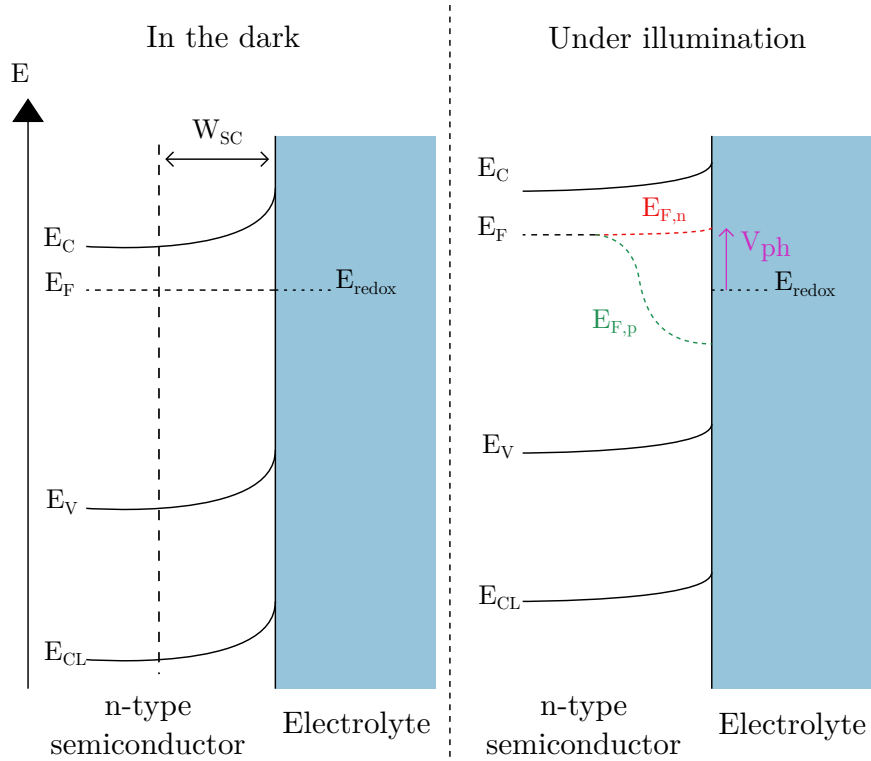 In the dark
Under illumination
E
W_SC
E_C
E_F
E_redox
E_V
E_CL
n-type
semiconductor
Electrolyte
E_C
E_F
E_F,n
V_ph
E_redox
E_F,p
E_V
E_CL
n-type
semiconductor
Electrolyte